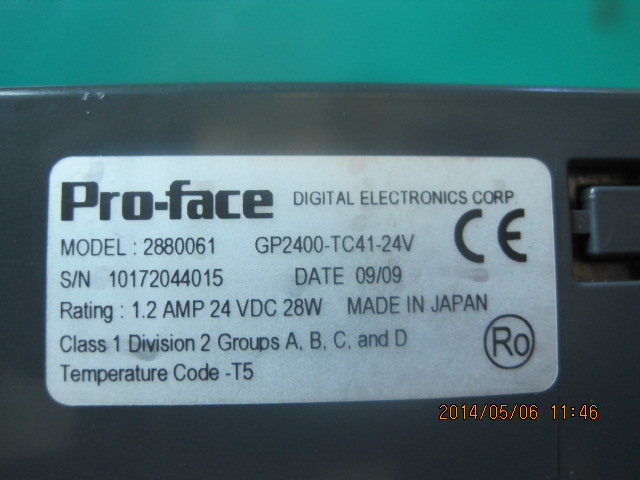 Pro-face DIGITAL ELECTRONICS CORP.
MODEL : 2880061 GP2400-TC41-24V CE
S/N 10172044015 DATE 09/09
Rating : 1.2 AMP 24 VDC 28W MADE IN JAPAN
Class 1 Division 2 Groups A, B, C, and D
Ro
Temperature Code -T5
2014/05/06 11:46